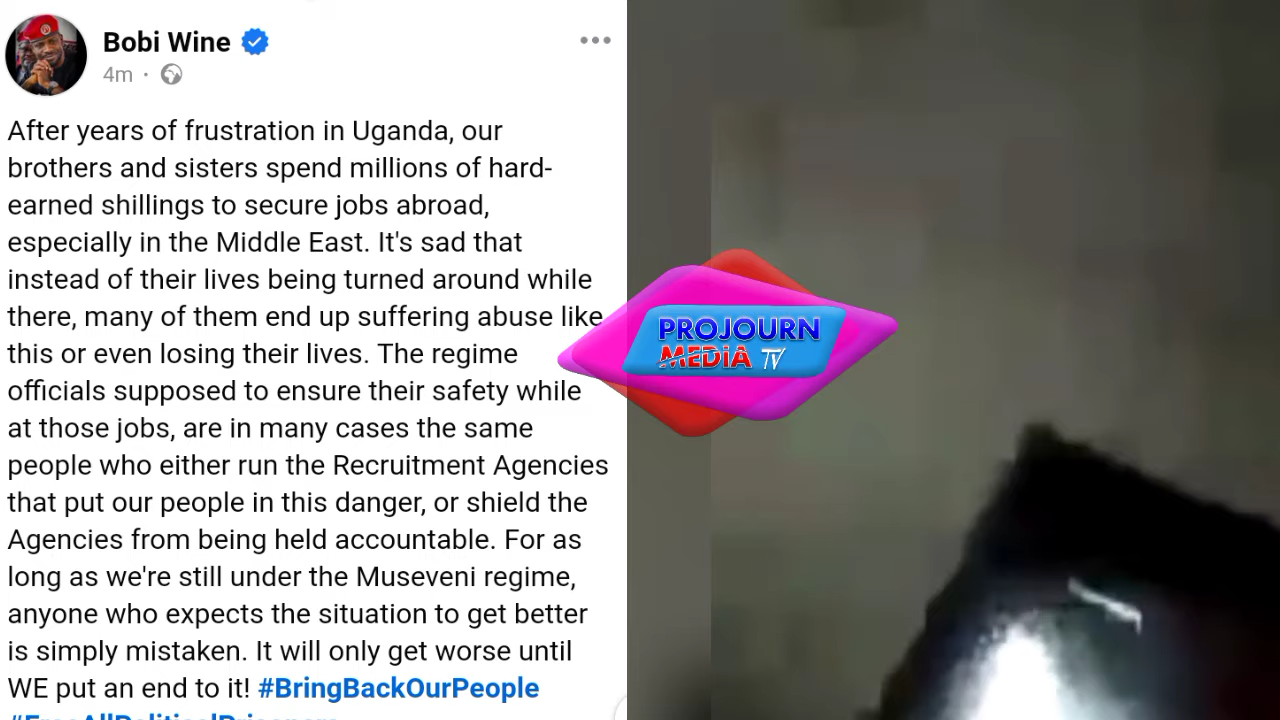 Bobi Wine
4m ·
After years of frustration in Uganda, our
brothers and sisters spend millions of hard-
earned shillings to secure jobs abroad,
especially in the Middle East. It's sad that
instead of their lives being turned around while
there, many of them end up suffering abuse like
this or even losing their lives. The regime
officials supposed to ensure their safety while
at those jobs, are in many cases the same
people who either run the Recruitment Agencies
that put our people in this danger, or shield the
Agencies from being held accountable. For as
long as we're still under the Museveni regime,
anyone who expects the situation to get better
is simply mistaken. It will only get worse until
WE put an end to it! #BringBackOurPeople
#FreeAllPoliticalPrisoners
PROJOURN
MEDIA TV